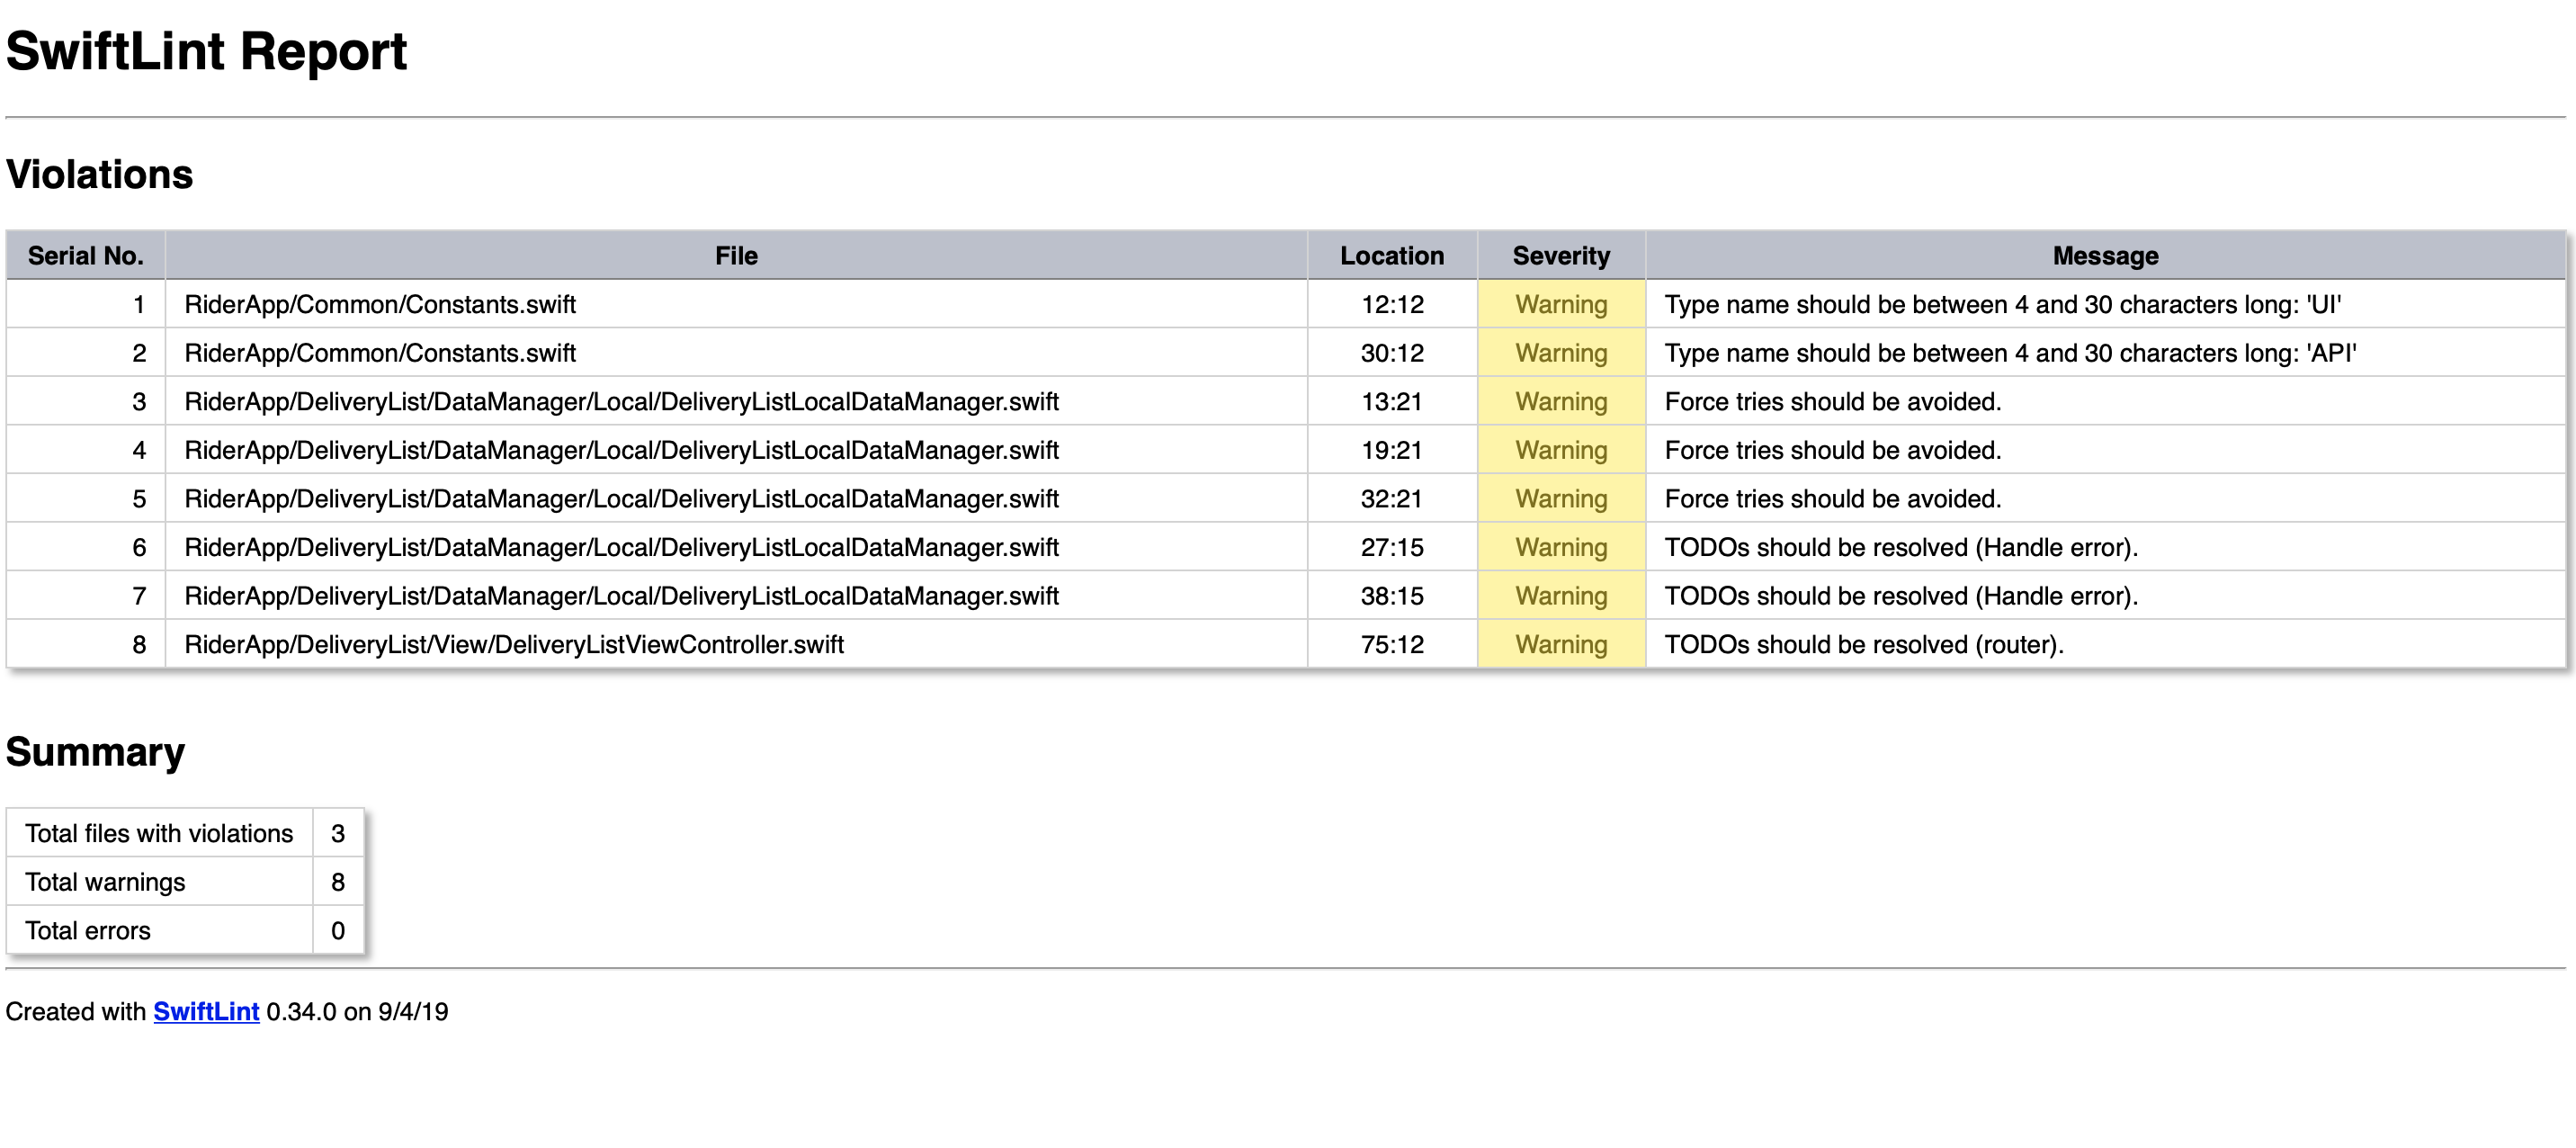 SwiftLint Report
Violations
Serial No. File Location Severity Message
1 RiderApp/Common/Constants.swift 12:12 Warning Type name should be between 4 and 30 characters long: 'UI'
2 RiderApp/Common/Constants.swift 30:12 Warning Type name should be between 4 and 30 characters long: 'API'
3 RiderApp/DeliveryList/DataManager/Local/DeliveryListLocalDataManager.swift 13:21 Warning Force tries should be avoided.
4 RiderApp/DeliveryList/DataManager/Local/DeliveryListLocalDataManager.swift 19:21 Warning Force tries should be avoided.
5 RiderApp/DeliveryList/DataManager/Local/DeliveryListLocalDataManager.swift 32:21 Warning Force tries should be avoided.
6 RiderApp/DeliveryList/DataManager/Local/DeliveryListLocalDataManager.swift 27:15 Warning TODOs should be resolved (Handle error).
7 RiderApp/DeliveryList/DataManager/Local/DeliveryListLocalDataManager.swift 38:15 Warning TODOs should be resolved (Handle error).
8 RiderApp/DeliveryList/View/DeliveryListViewController.swift 75:12 Warning TODOs should be resolved (router).
Summary
Total files with violations 3
Total warnings 8
Total errors 0
Created with SwiftLint 0.34.0 on 9/4/19